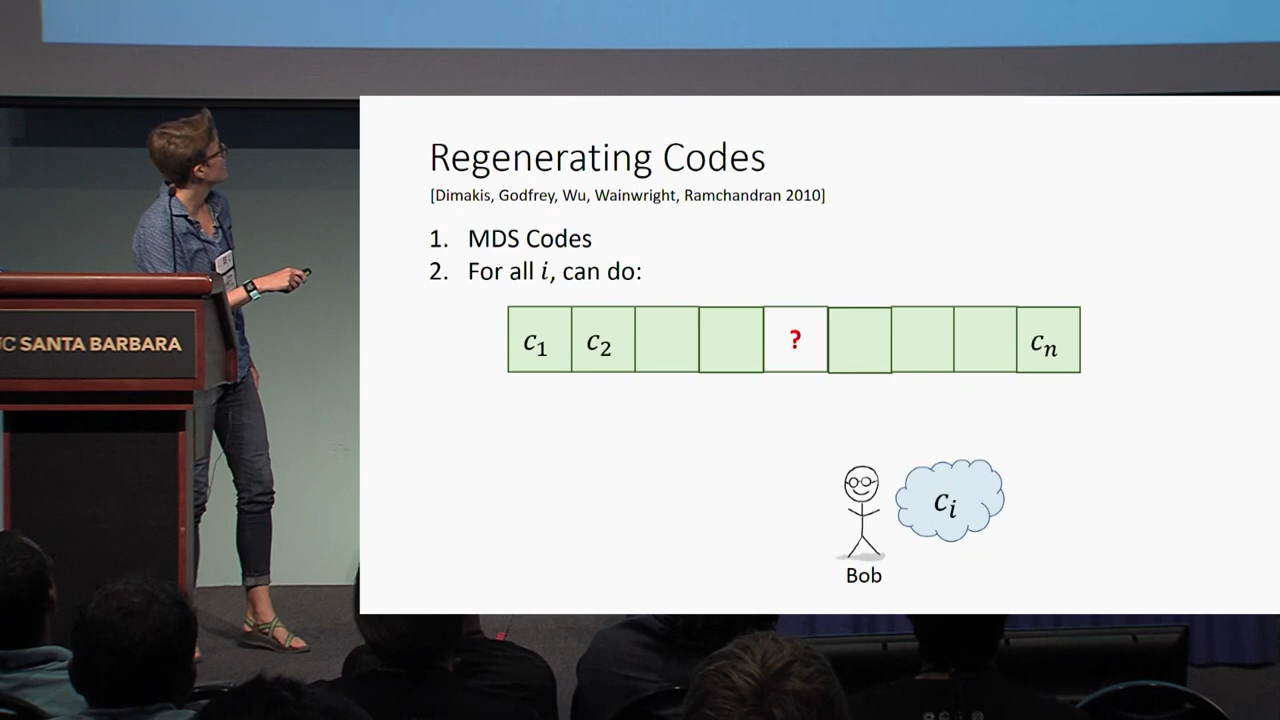 UC SANTA BARBARA
Regenerating Codes
[Dimakis, Godfrey, Wu, Wainwright, Ramchandran 2010]
1. MDS Codes
2. For all i, can do:
c₁ c₂ ? cₙ
cᵢ
Bob